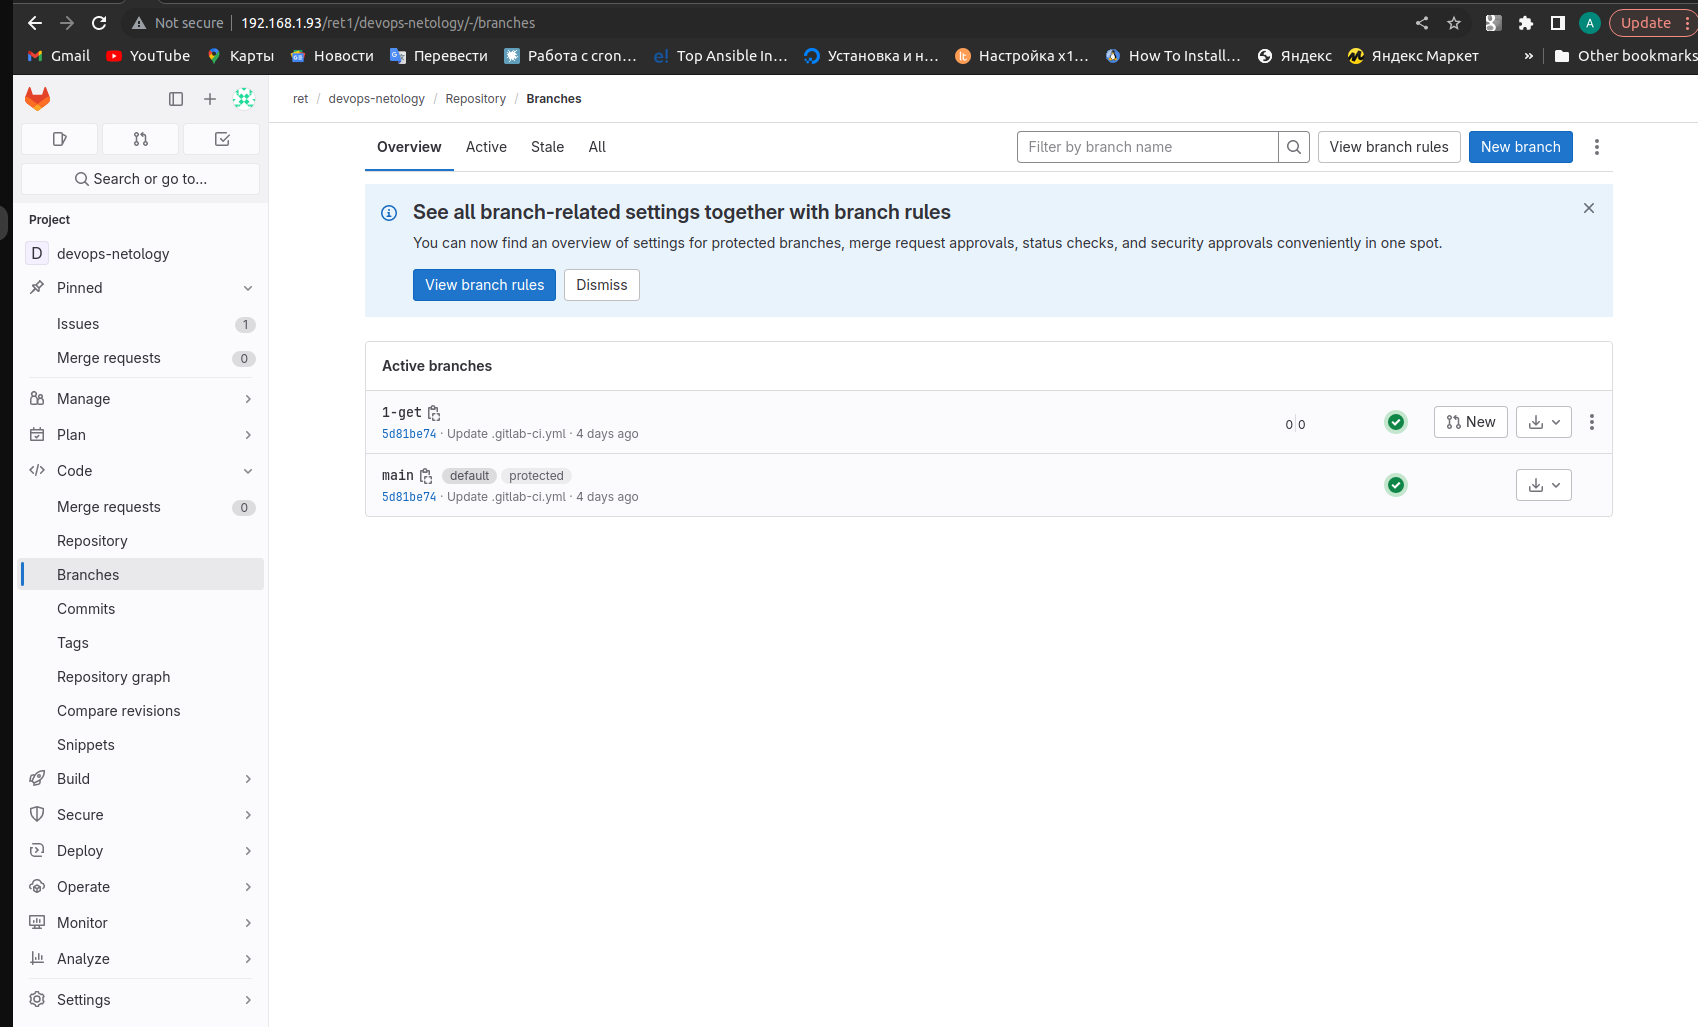 Not secure 192.168.1.93/ret1/devops-netology/-/branches A Update
Gmail YouTube Карты Новости Перевести Работа с cron... e! Top Ansible In... Установка и н... lt Настройка x1... How To Install... Яндекс Яндекс Маркет » Other bookmarks
ret / devops-netology / Repository / Branches
Overview Active Stale All Filter by branch name View branch rules New branch
Search or go to...
See all branch-related settings together with branch rules
You can now find an overview of settings for protected branches, merge request approvals, status checks, and security approvals conveniently in one spot.
View branch rules Dismiss
Project
D devops-netology
Pinned
Issues 1
Merge requests 0
Manage
Plan
Code
Merge requests 0
Repository
Branches
Commits
Tags
Repository graph
Compare revisions
Snippets
Build
Secure
Deploy
Operate
Monitor
Analyze
Settings
Active branches
1-get
5d81be74 · Update .gitlab-ci.yml · 4 days ago
0 0
New
main default protected
5d81be74 · Update .gitlab-ci.yml · 4 days ago